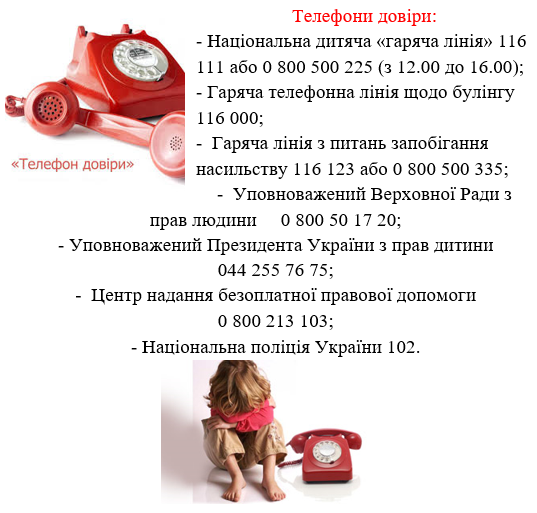 Телефони довіри:
- Національна дитяча «гаряча лінія» 116
111 або 0 800 500 225 (з 12.00 до 16.00);
- Гаряча телефонна лінія щодо булінгу
116 000;
- Гаряча лінія з питань запобігання
насильству 116 123 або 0 800 500 335;
«Телефон довіри»
- Уповноважений Верховної Ради з
прав людини 0 800 50 17 20;
- Уповноважений Президента України з прав дитини
044 255 76 75;
- Центр надання безоплатної правової допомоги
0 800 213 103;
- Національна поліція України 102.